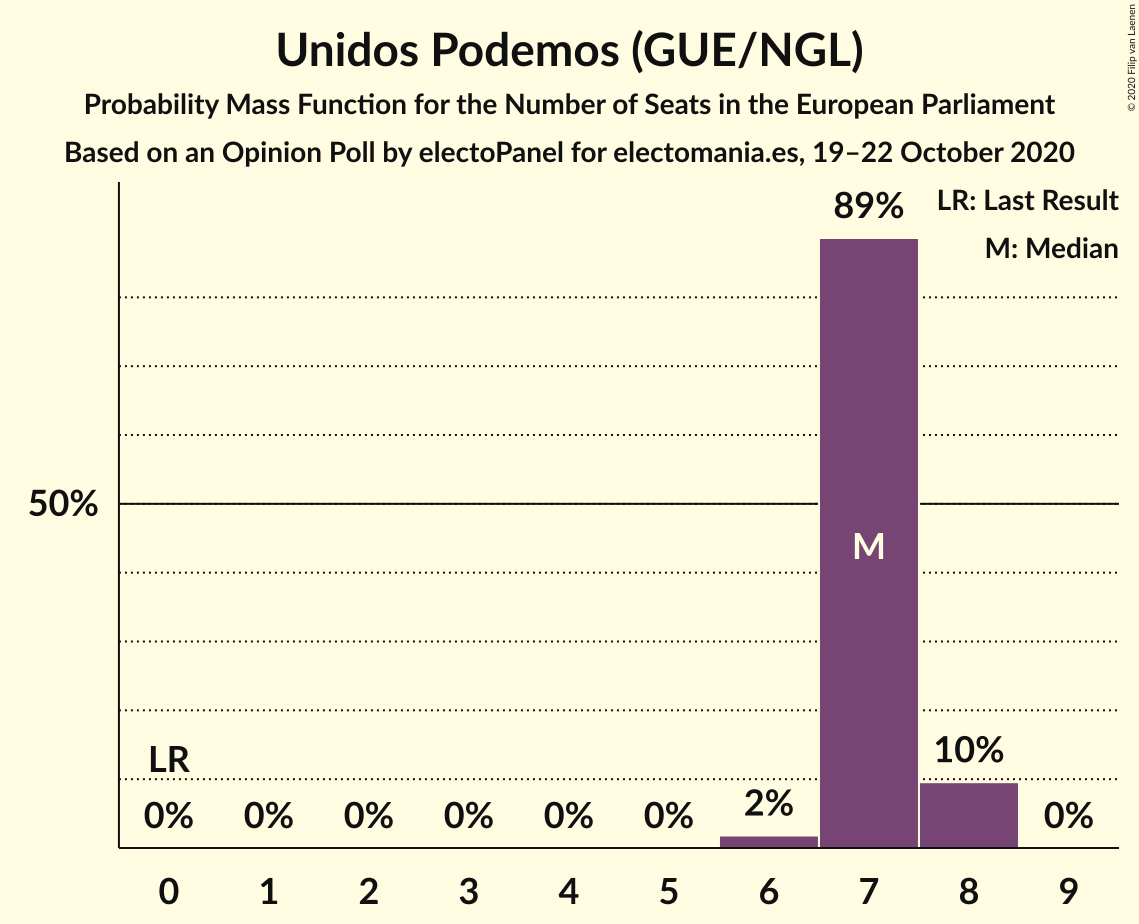 Unidos Podemos (GUE/NGL)
Probability Mass Function for the Number of Seats in the European Parliament
Based on an Opinion Poll by electoPanel for electomania.es, 19–22 October 2020
© 2020 Filip van Laenen
LR: Last Result
M: Median
89%
50%
M
LR
10%
2%
0% 0% 0% 0% 0% 0% 0%
0 1 2 3 4 5 6 7 8 9